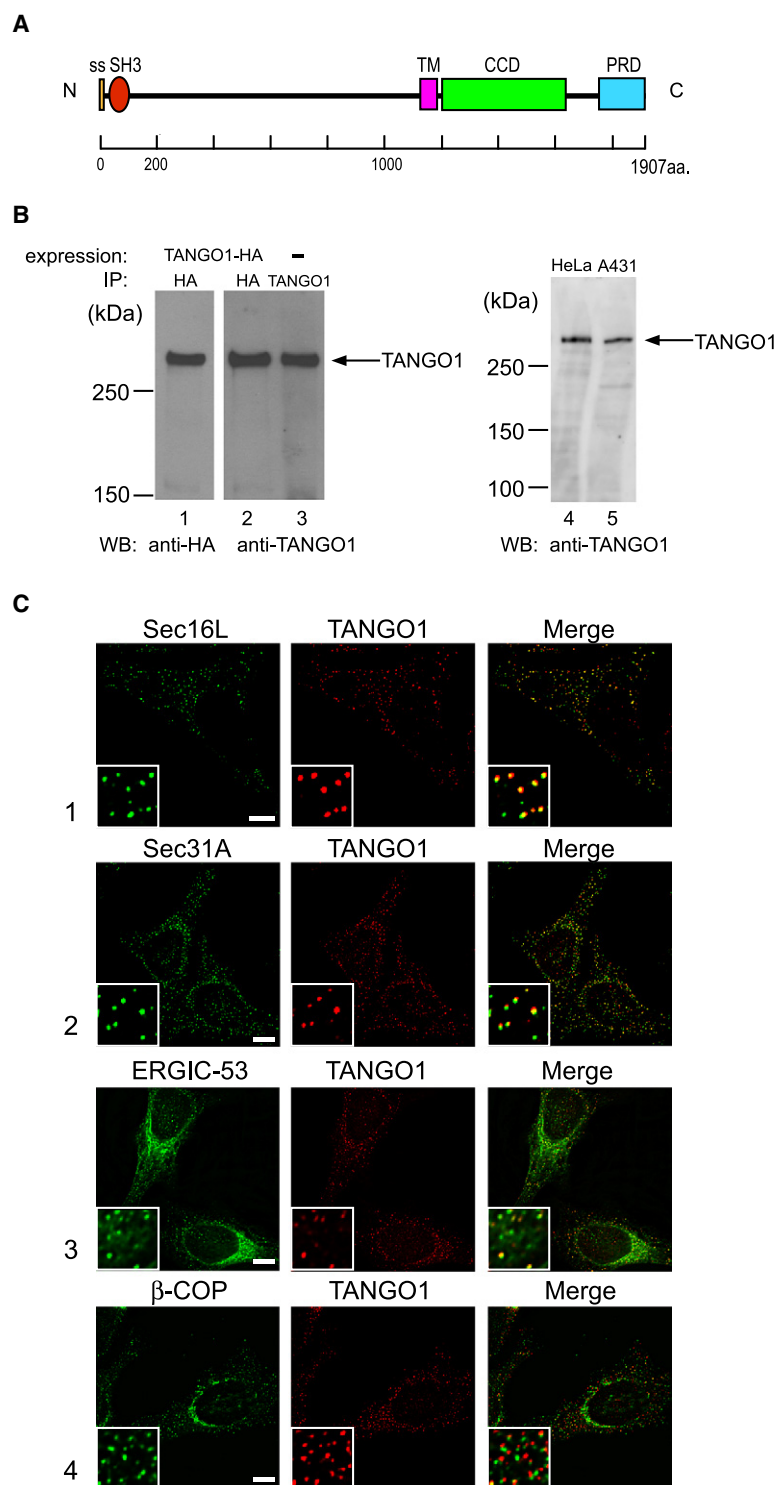 A
ss SH3 TM CCD PRD
N C
0 200 1000 1907aa.
B
expression: TANGO1-HA –
IP: HA HA TANGO1
(kDa)
TANGO1
250
150
1 2 3
WB: anti-HA anti-TANGO1
HeLa A431
(kDa)
TANGO1
250
150
100
4 5
WB: anti-TANGO1
C
Sec16L TANGO1 Merge
1
Sec31A TANGO1 Merge
2
ERGIC-53 TANGO1 Merge
3
β-COP TANGO1 Merge
4